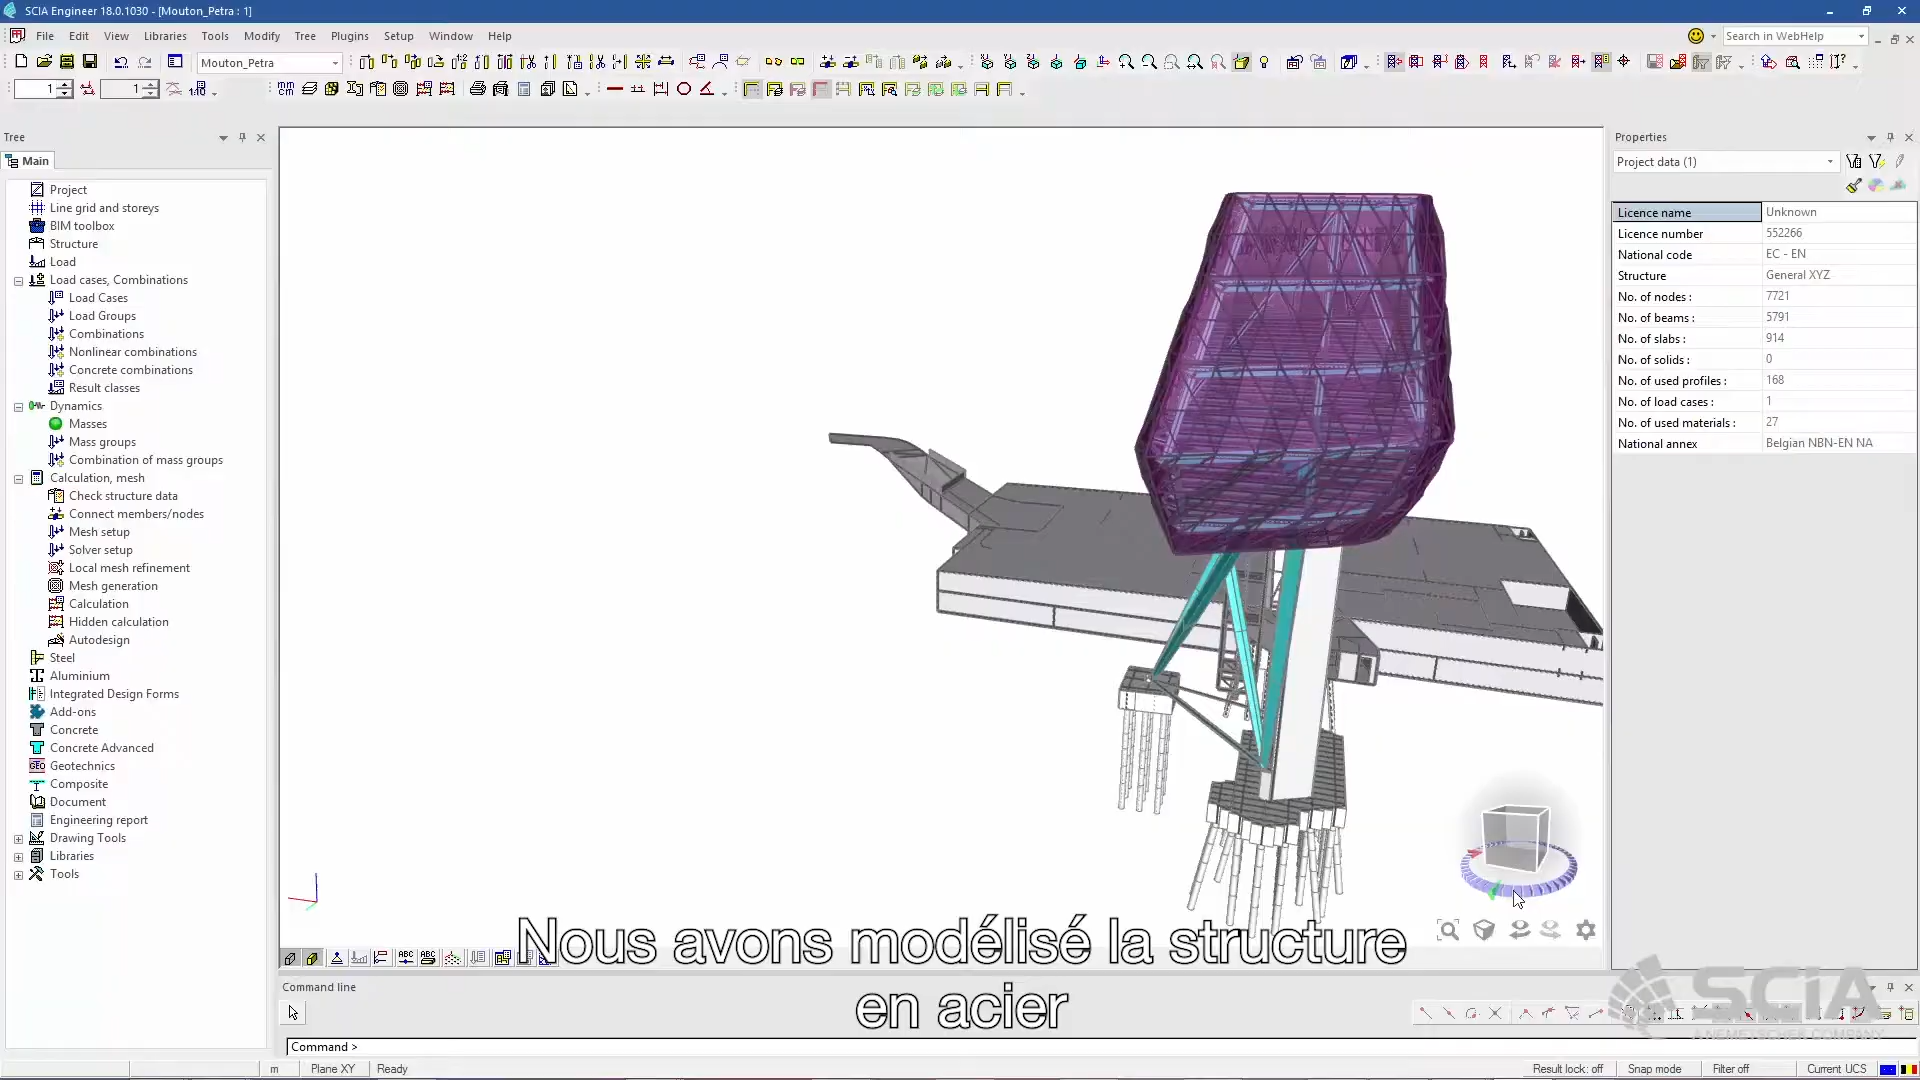 SCIA Engineer 18.0.1030 - [Mouton_Petra : 1]
File Edit View Libraries Tools Modify Tree Plugins Setup Window Help
Search in WebHelp
Mouton_Petra
1
1
Tree
Main
Project
Line grid and storeys
BIM toolbox
Structure
Load
Load cases, Combinations
Load Cases
Load Groups
Combinations
Nonlinear combinations
Concrete combinations
Result classes
Dynamics
Masses
Mass groups
Combination of mass groups
Calculation, mesh
Check structure data
Connect members/nodes
Mesh setup
Solver setup
Local mesh refinement
Mesh generation
Calculation
Hidden calculation
Autodesign
Steel
Aluminium
Integrated Design Forms
Add-ons
Concrete
Concrete Advanced
Geotechnics
Composite
Document
Engineering report
Drawing Tools
Libraries
Tools
Properties
Project data (1)
Licence name Unknown
Licence number 552266
National code EC - EN
Structure General XYZ
No. of nodes : 7721
No. of beams : 5791
No. of slabs : 914
No. of solids : 0
No. of used profiles : 168
No. of load cases : 1
No. of used materials : 27
National annex Belgian NBN-EN NA
Nous avons modélisé la structure
en acier
Command line
Command >
SCIA
A NEMETSCHEK COMPANY
m Plane XY Ready
Result lock: off Snap mode Filter off Current UCS